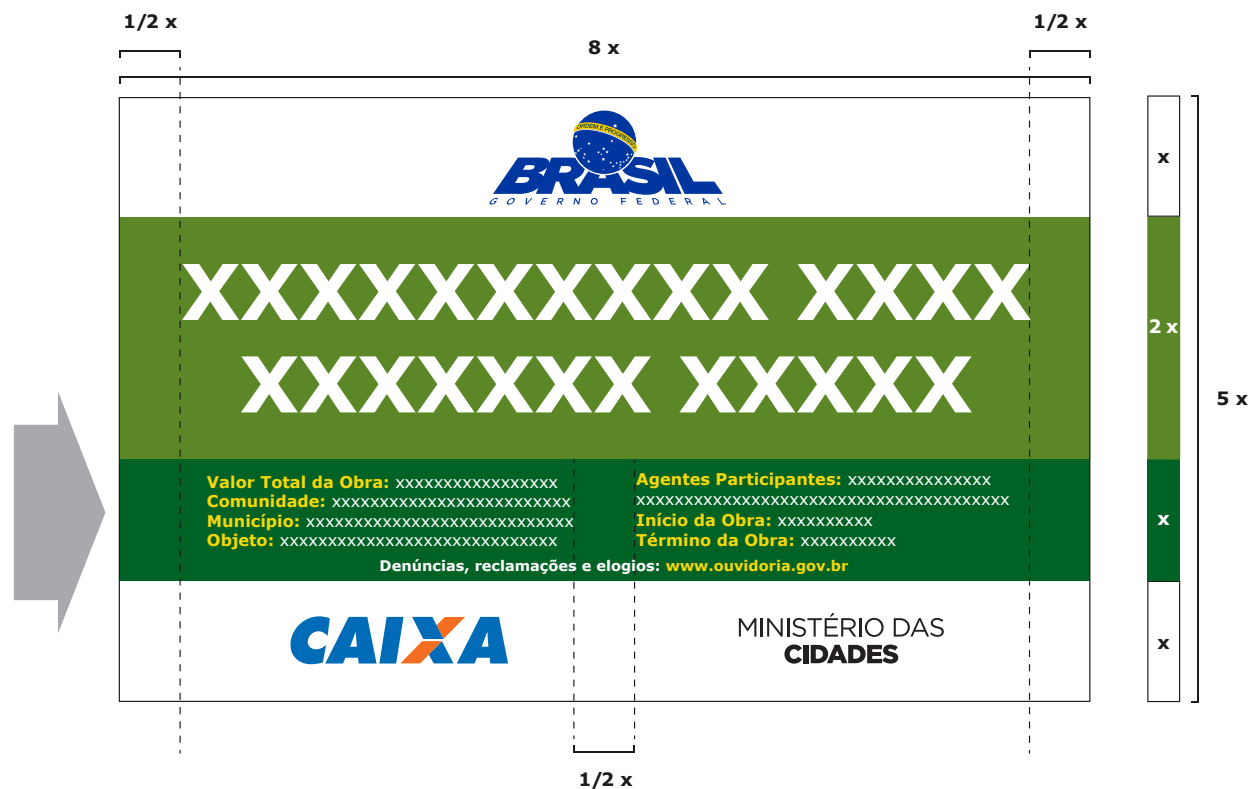 1/2 x
1/2 x
8 x
ORDEM E PROGRESSO
BRASIL
GOVERNO FEDERAL
x
XXXXXXXXXX XXXX
XXXXXXX XXXXX
2 x
5 x
Valor Total da Obra: xxxxxxxxxxxxxxxxx
Comunidade: xxxxxxxxxxxxxxxxxxxxxxxxx
Município: xxxxxxxxxxxxxxxxxxxxxxxxxxxx
Objeto: xxxxxxxxxxxxxxxxxxxxxxxxxxxxx
Agentes Participantes: xxxxxxxxxxxxxxx
xxxxxxxxxxxxxxxxxxxxxxxxxxxxxxxxxxxxxxx
Início da Obra: xxxxxxxxxx
Término da Obra: xxxxxxxxxx
Denúncias, reclamações e elogios: www.ouvidoria.gov.br
x
CAIXA
MINISTÉRIO DAS
CIDADES
x
1/2 x